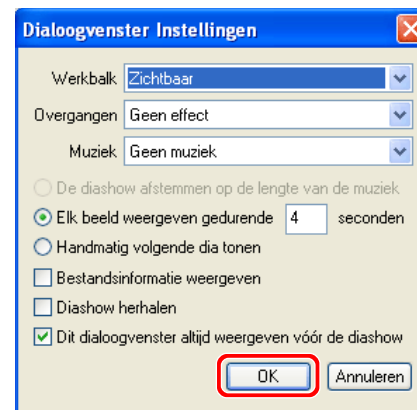 Dialoogvenster Instellingen
Werkbalk Zichtbaar
Overgangen Geen effect
Muziek Geen muziek
De diashow afstemmen op de lengte van de muziek
Elk beeld weergeven gedurende 4 seconden
Handmatig volgende dia tonen
Bestandsinformatie weergeven
Diashow herhalen
Dit dialoogvenster altijd weergeven vóór de diashow
OK Annuleren